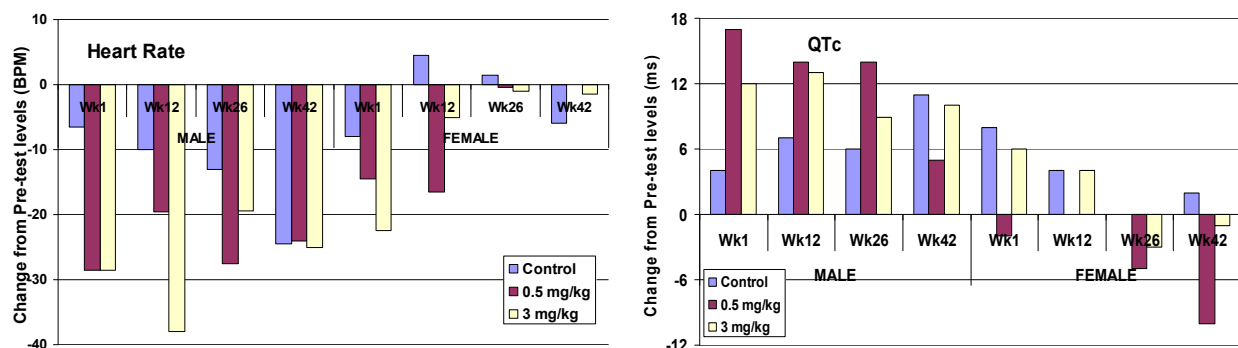 Heart Rate
Change from Pre-test levels (BPM)
10
0
-10
-20
-30
-40
Wk1 Wk12 Wk26 Wk42 Wk1 Wk12 Wk26 Wk42
MALE FEMALE
Control
0.5 mg/kg
3 mg/kg
QTc
Change from Pre-test levels (ms)
18
12
6
0
-6
-12
Wk1 Wk12 Wk26 Wk42 Wk1 Wk12 Wk26 Wk42
MALE FEMALE
Control
0.5 mg/kg
3 mg/kg